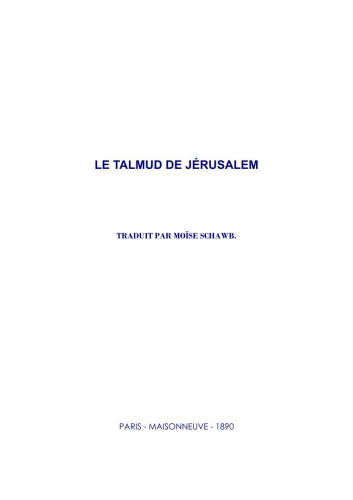 LE TALMUD DE JÉRUSALEM
TRADUIT PAR MOÏSE SCHAWB.
PARIS - MAISONNEUVE - 1890